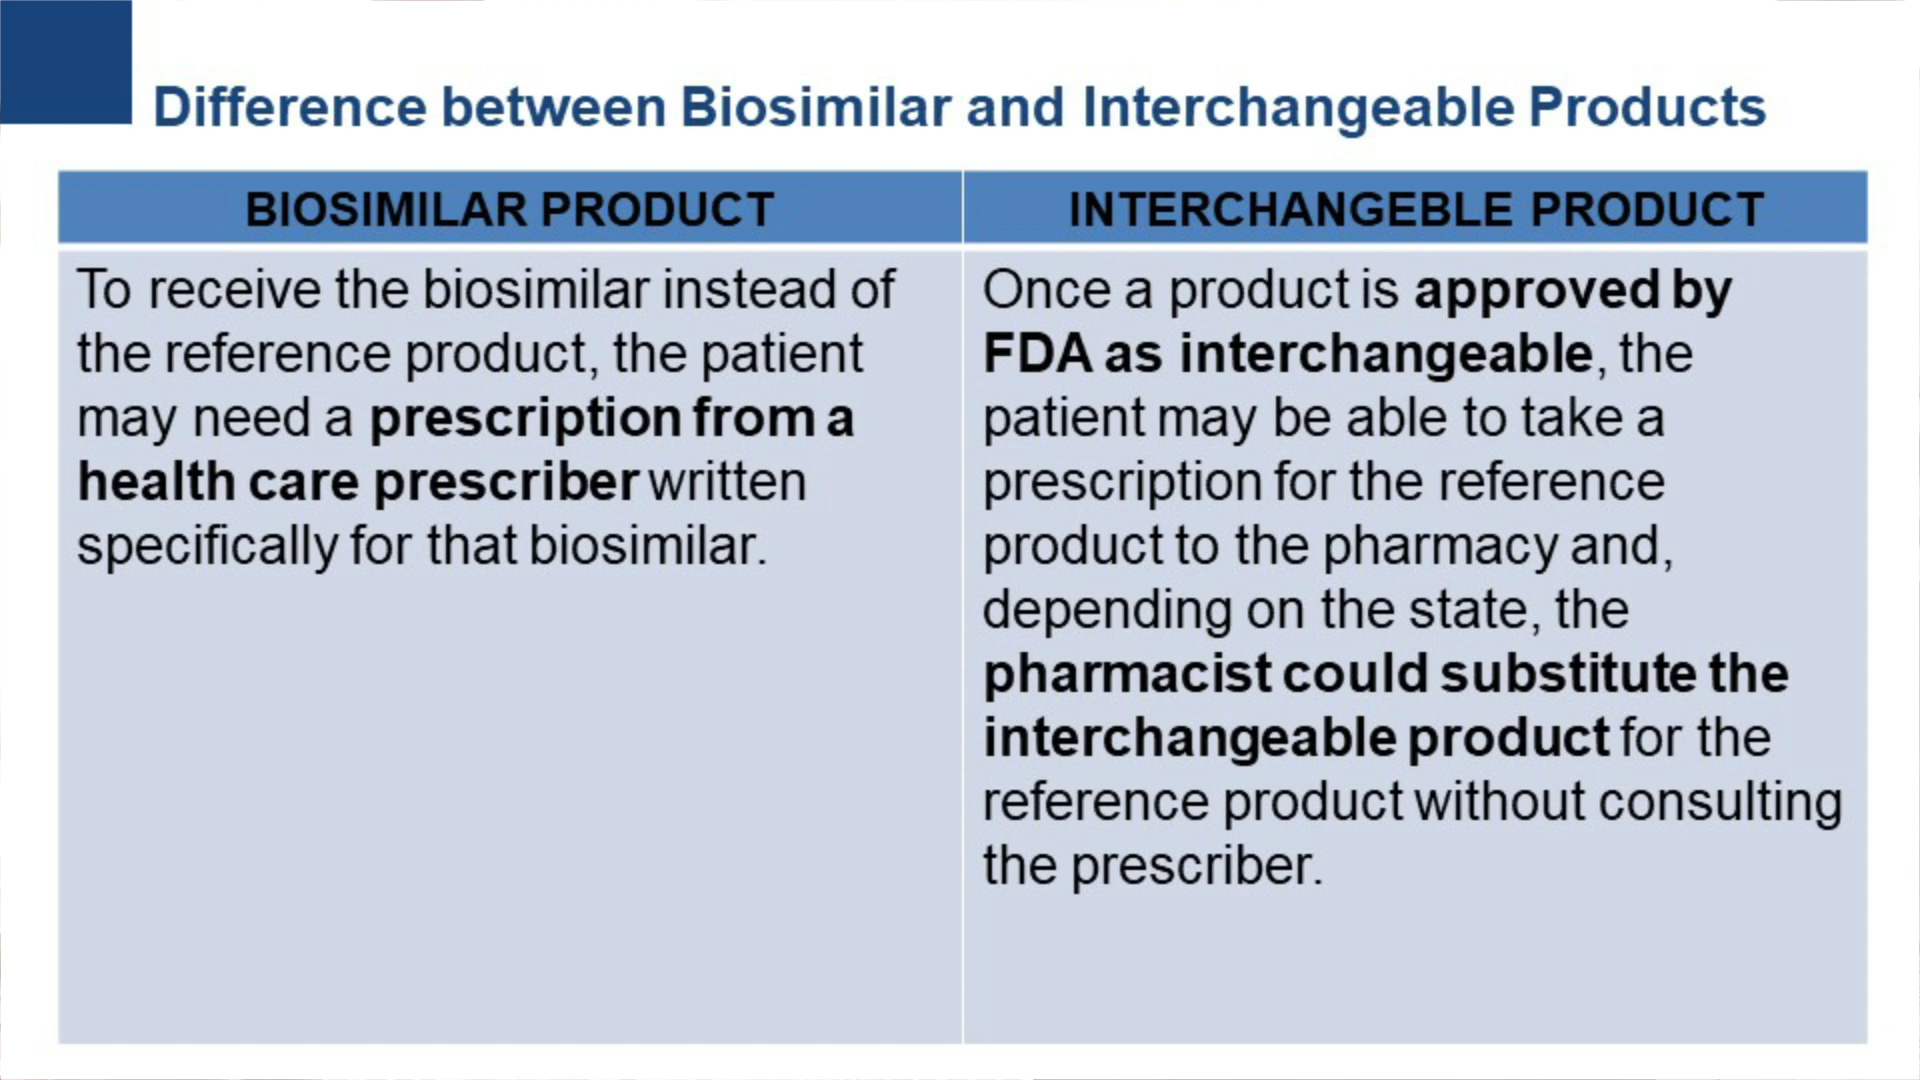 Difference between Biosimilar and Interchangeable Products
BIOSIMILAR PRODUCT
To receive the biosimilar instead of
the reference product, the patient
may need a prescription from a
health care prescriber written
specifically for that biosimilar.
INTERCHANGEBLE PRODUCT
Once a product is approved by
FDA as interchangeable, the
patient may be able to take a
prescription for the reference
product to the pharmacy and,
depending on the state, the
pharmacist could substitute the
interchangeable product for the
reference product without consulting
the prescriber.